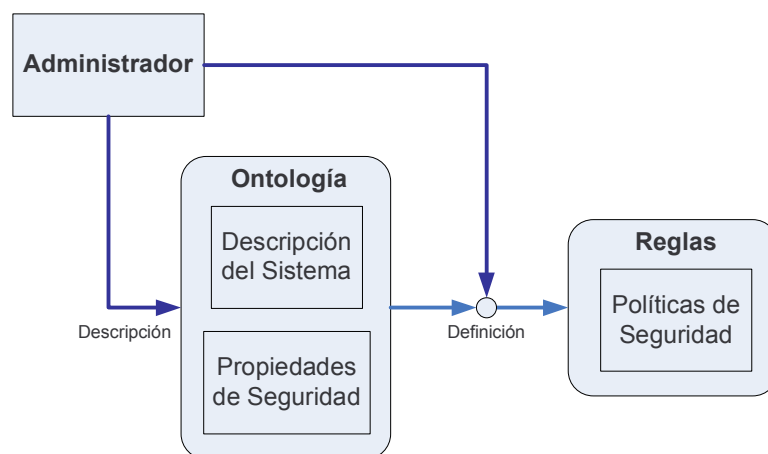 Administrador
Ontología
Descripción
del Sistema
Propiedades
de Seguridad
Descripción
Definición
Reglas
Políticas de
Seguridad